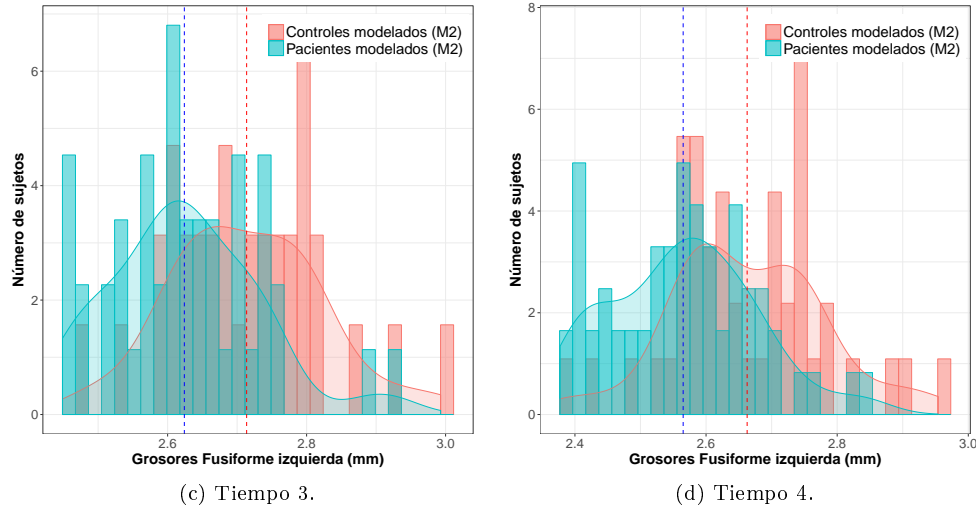 Controles modelados (M2)
Pacientes modelados (M2)
6
4
2
0
Número de sujetos
2.6
2.8
3.0
Grosores Fusiforme izquierda (mm)
(c) Tiempo 3.
Controles modelados (M2)
Pacientes modelados (M2)
8
6
4
2
0
Número de sujetos
2.4
2.6
2.8
3.0
Grosores Fusiforme izquierda (mm)
(d) Tiempo 4.